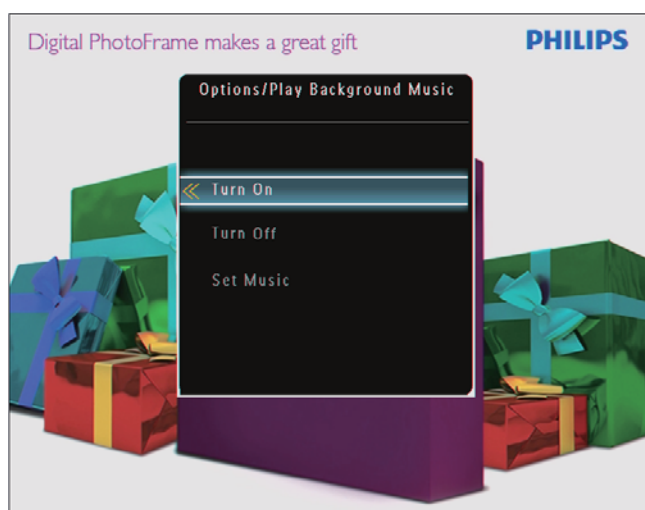 Digital PhotoFrame makes a great gift
PHILIPS
Options/Play Background Music
Turn On
Turn Off
Set Music